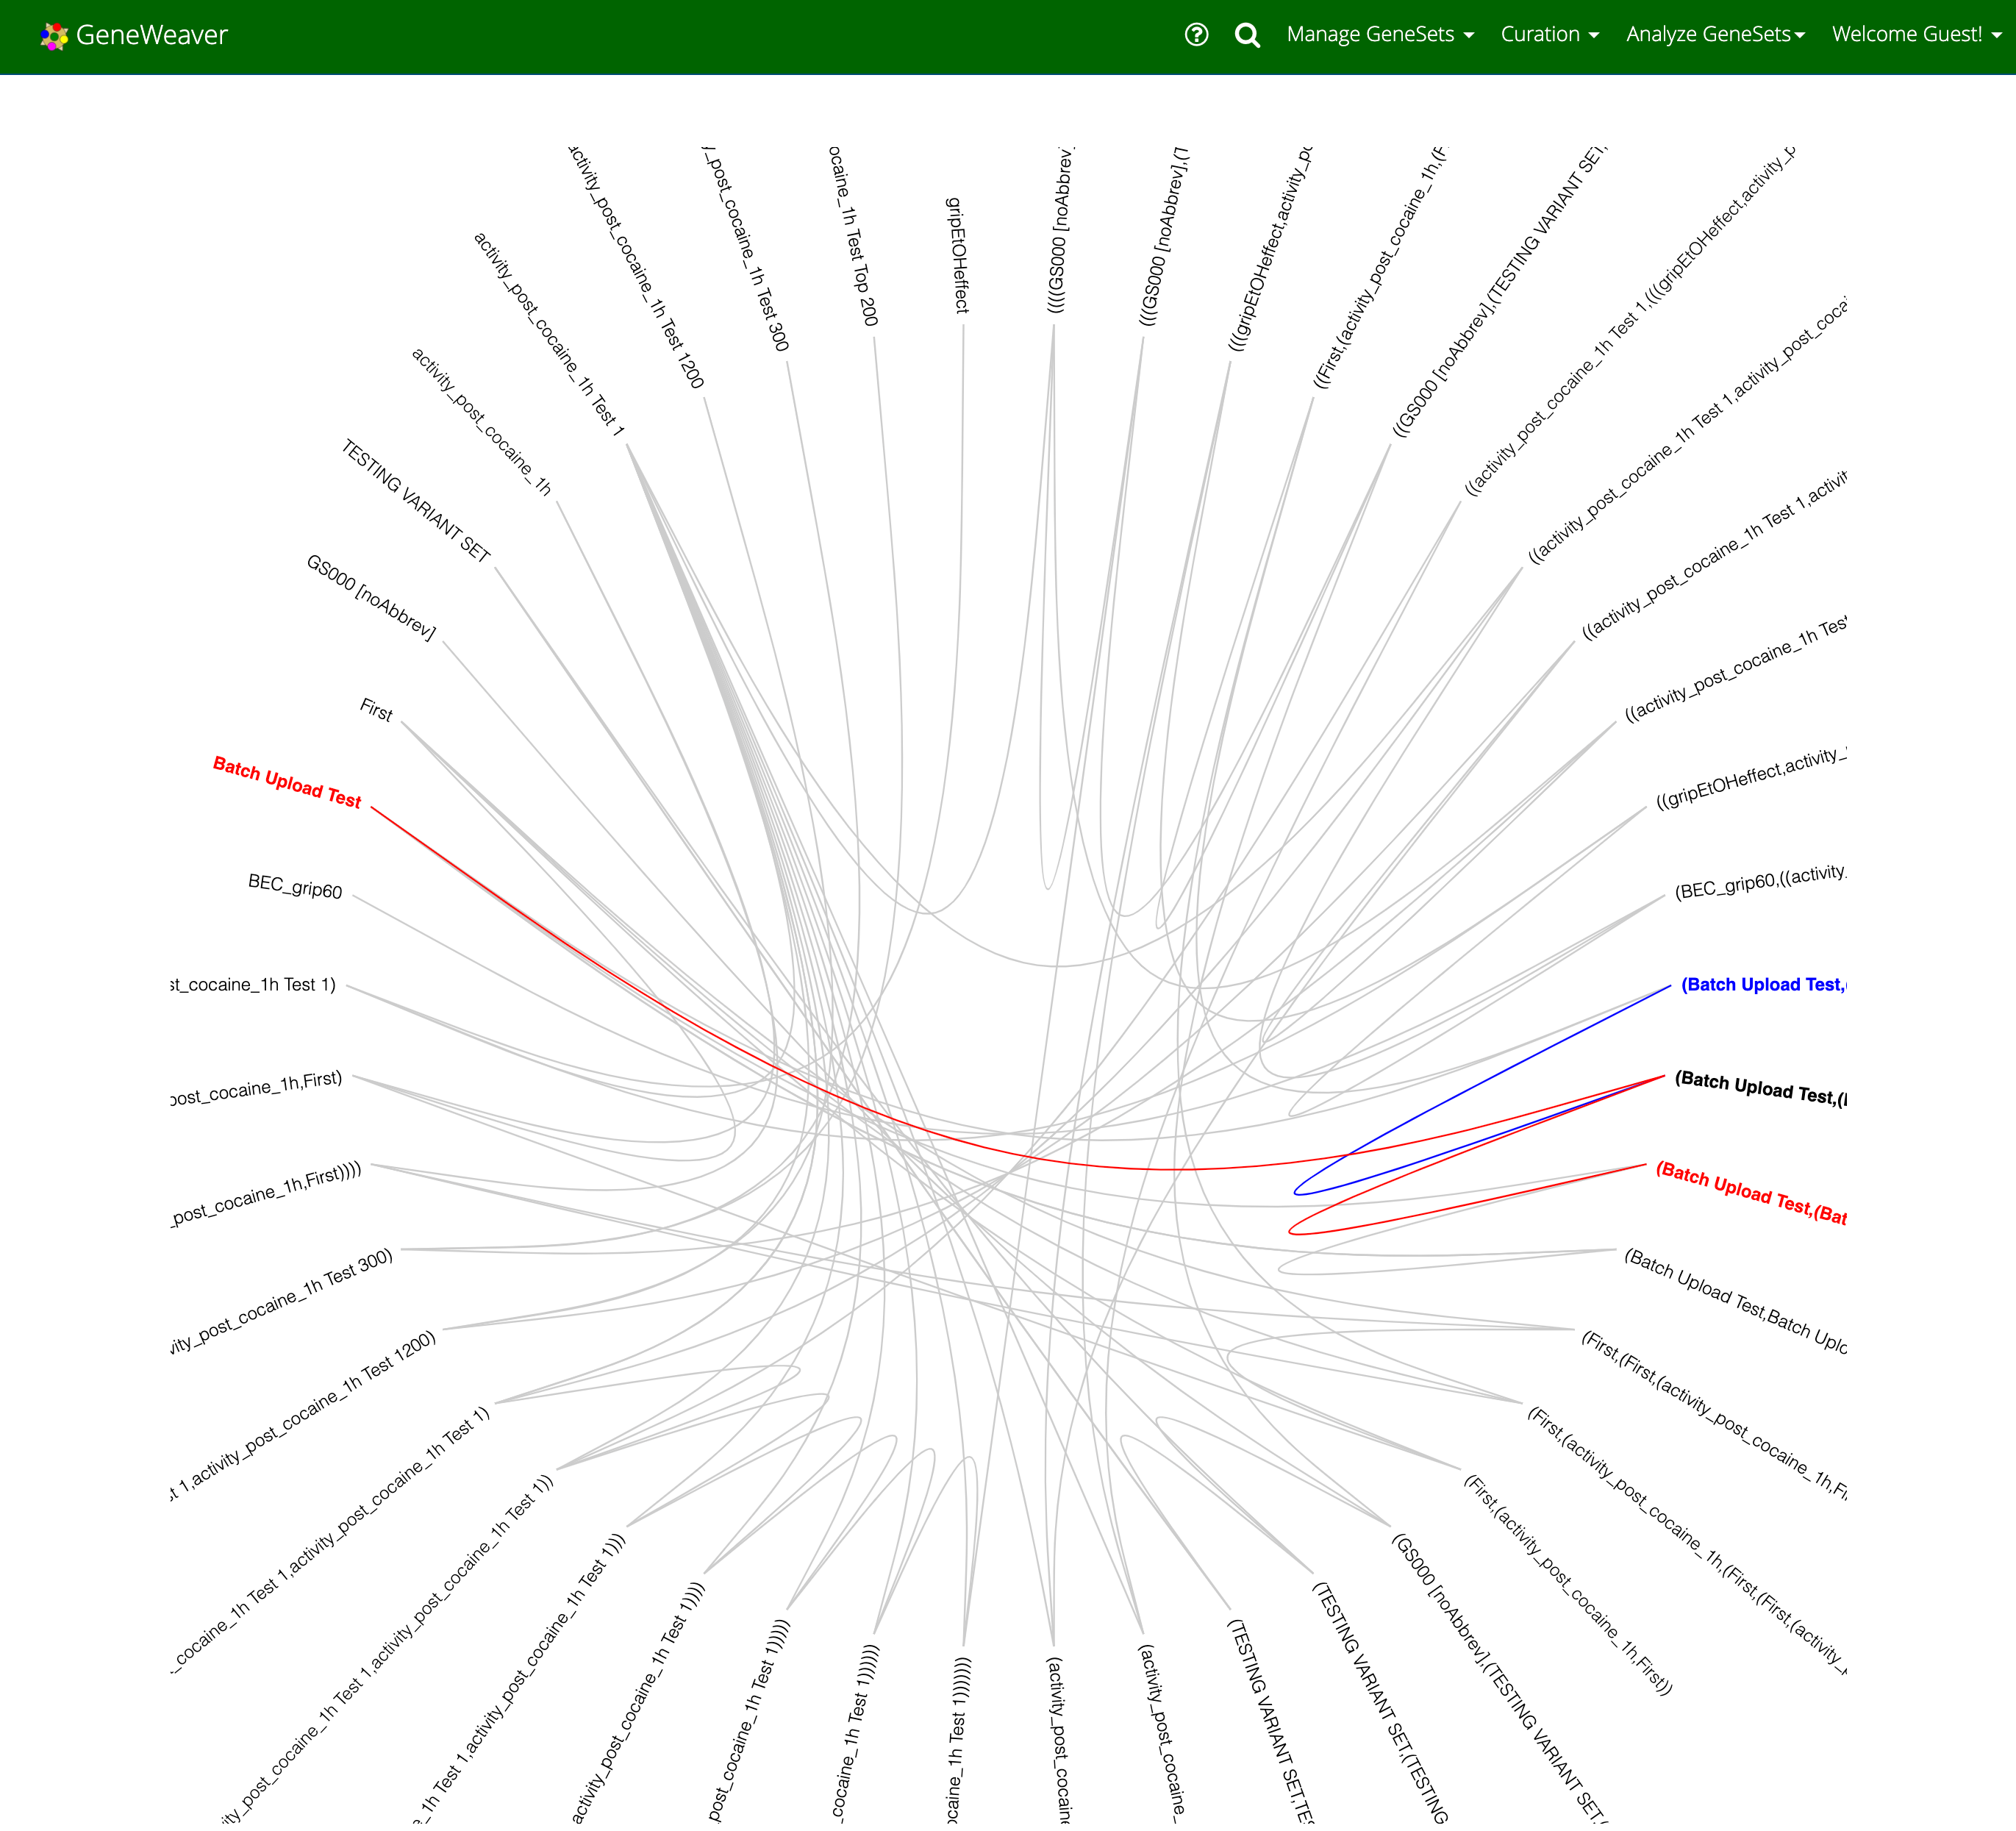 GeneWeaver
Manage GeneSets
Curation
Analyze GeneSets
Welcome Guest!
activity_post_cocaine_1h Test 1200
y_post_cocaine_1h Test 300
ocaine_1h Test Top 200
gripEtOHeffect
((((GS000 [noAbbrev]
(((GS000 [noAbbrev],(T
(((gripEtOHeffect,activity_po
((First,(activity_post_cocaine_1h,(F
((GS000 [noAbbrev],(TESTING VARIANT SET,
((activity_post_cocaine_1h Test 1,(((gripEtOHeffect,activity_p
((activity_post_cocaine_1h Test 1,activity_post_coca
((activity_post_cocaine_1h Test 1,activit
((activity_post_cocaine_1h Test
((gripEtOHeffect,activity_
(BEC_grip60,((activity_
(Batch Upload Test,(
(Batch Upload Test,(
(Batch Upload Test,(Bat
(Batch Upload Test,Batch Uplo
(First,(First,(activity_post_cocaine_1h,Fi
(First,(activity_post_cocaine_1h,(First,(First,(activity_
(First,(activity_post_cocaine_1h,First))
(GS000 [noAbbrev],(TESTING VARIANT SET,(
(TESTING VARIANT SET,(TESTING
(TESTING VARIANT SET,TES
(activity_post_cocaine_
(activity_post_cocaine
ocaine_1h Test 1)))))))
_cocaine_1h Test 1))))))
_post_cocaine_1h Test 1)))))
activity_post_cocaine_1h Test 1))))
e_1h Test 1,activity_post_cocaine_1h Test 1)))
ity_post_cocaine_1h Test 1,activity_post_cocaine_1h Test 1))
_cocaine_1h Test 1,activity_post_cocaine_1h Test 1)
t 1,activity_post_cocaine_1h Test 1200)
vity_post_cocaine_1h Test 300)
_post_cocaine_1h,First))))
post_cocaine_1h,First)
st_cocaine_1h Test 1)
BEC_grip60
Batch Upload Test
First
GS000 [noAbbrev]
TESTING VARIANT SET
activity_post_cocaine_1h
activity_post_cocaine_1h Test 1